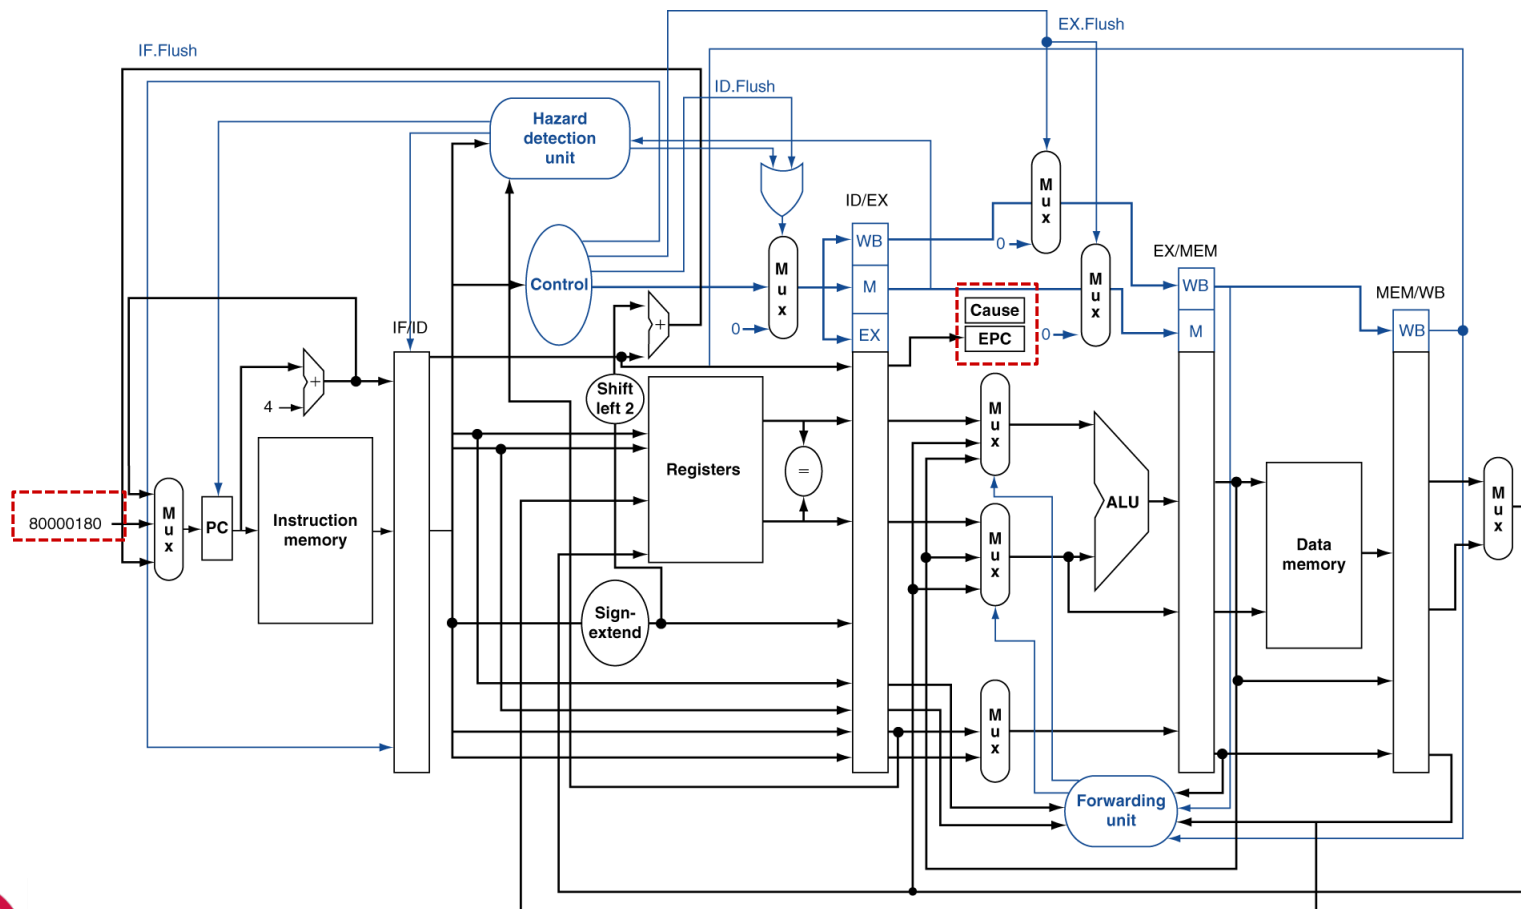 EX.Flush
IF.Flush
ID.Flush
Hazard
detection
unit
M
u
x
0
ID/EX
WB
M
EX
M
u
x
0
Control
M
u
x
0
EX/MEM
WB
M
MEM/WB
WB
Cause
EPC
IF/ID
+
+
4
Shift
left 2
M
u
x
Registers
=
M
u
x
80000180
M
u
x
PC
Instruction
memory
ALU
M
u
x
Data
memory
M
u
x
Sign-
extend
M
u
x
Forwarding
unit